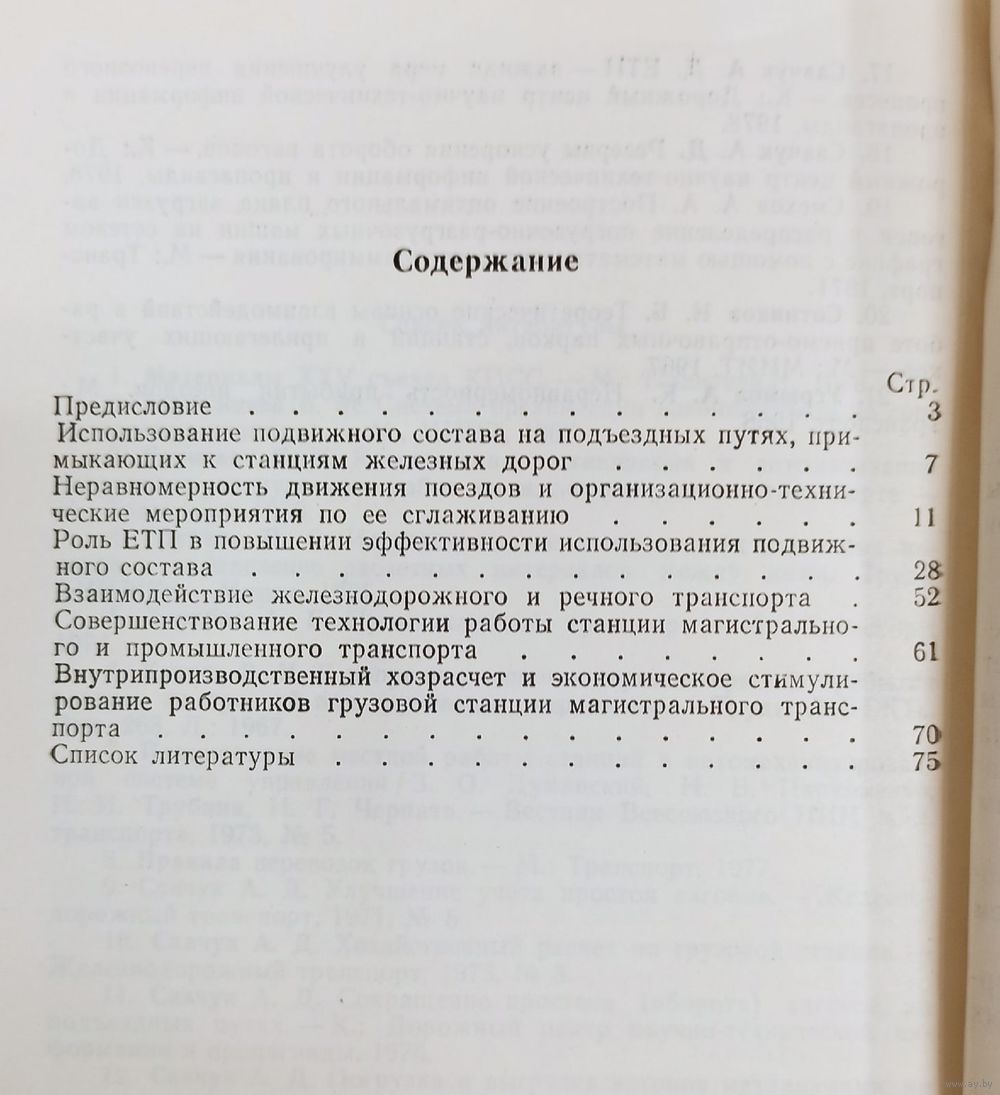 Содержание
Стр.
Предисловие . . . . . . . . . . . . . . 3
Использование подвижного состава на подъездных путях, при-
мыкающих к станциям железных дорог . . . . . . 7
Неравномерность движения поездов и организационно-техни-
ческие мероприятия по ее сглаживанию . . . . . . 11
Роль ЕТП в повышении эффективности использования подвиж-
ного состава . . . . . . . . . . . . . . 28
Взаимодействие железнодорожного и речного транспорта . 52
Совершенствование технологии работы станции магистрально-
го и промышленного транспорта . . . . . . . . 61
Внутрипроизводственный хозрасчет и экономическое стимули-
рование работников грузовой станции магистрального транс-
порта . . . . . . . . . . . . . . . . 70
Список литературы . . . . . . . . . . . . 75
www.ay.by